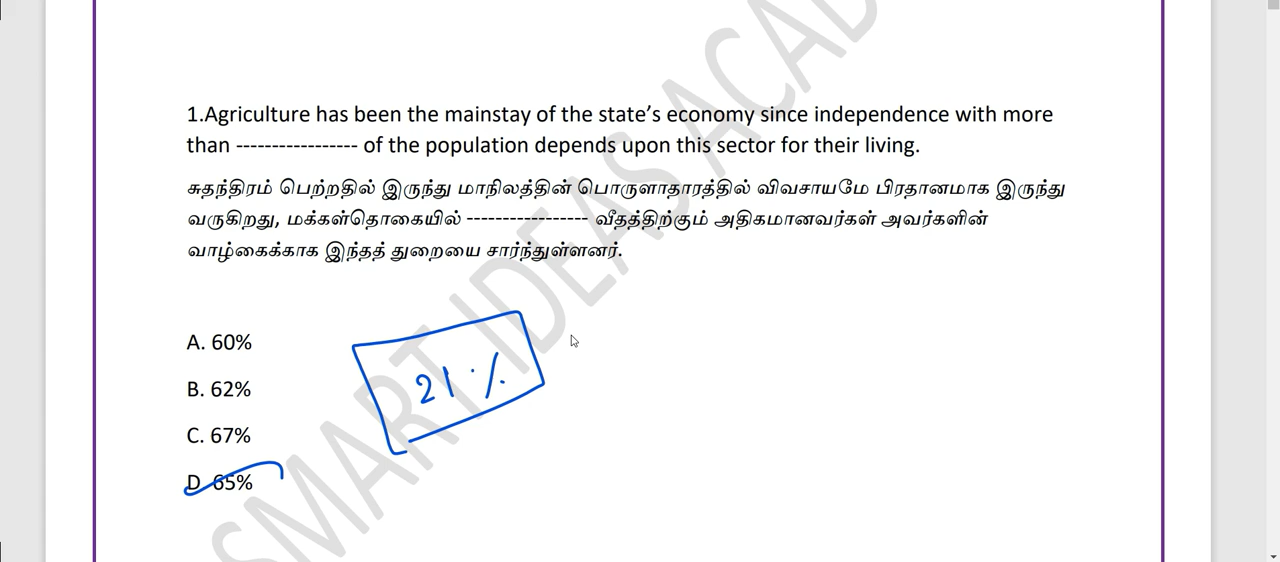 1.Agriculture has been the mainstay of the state’s economy since independence with more
than ----------------- of the population depends upon this sector for their living.
சுதந்திரம் பெற்றதில் இருந்து மாநிலத்தின் பொருளாதாரத்தில் விவசாயமே பிரதானமாக இருந்து
வருகிறது, மக்கள்தொகையில் ----------------- வீதத்திற்கும் அதிகமானவர்கள் அவர்களின்
வாழ்கைக்காக இந்தத் துறையை சார்ந்துள்ளனர்.
A. 60%
B. 62%
C. 67%
D. 65%
21%
SMART IDEAS ACAD